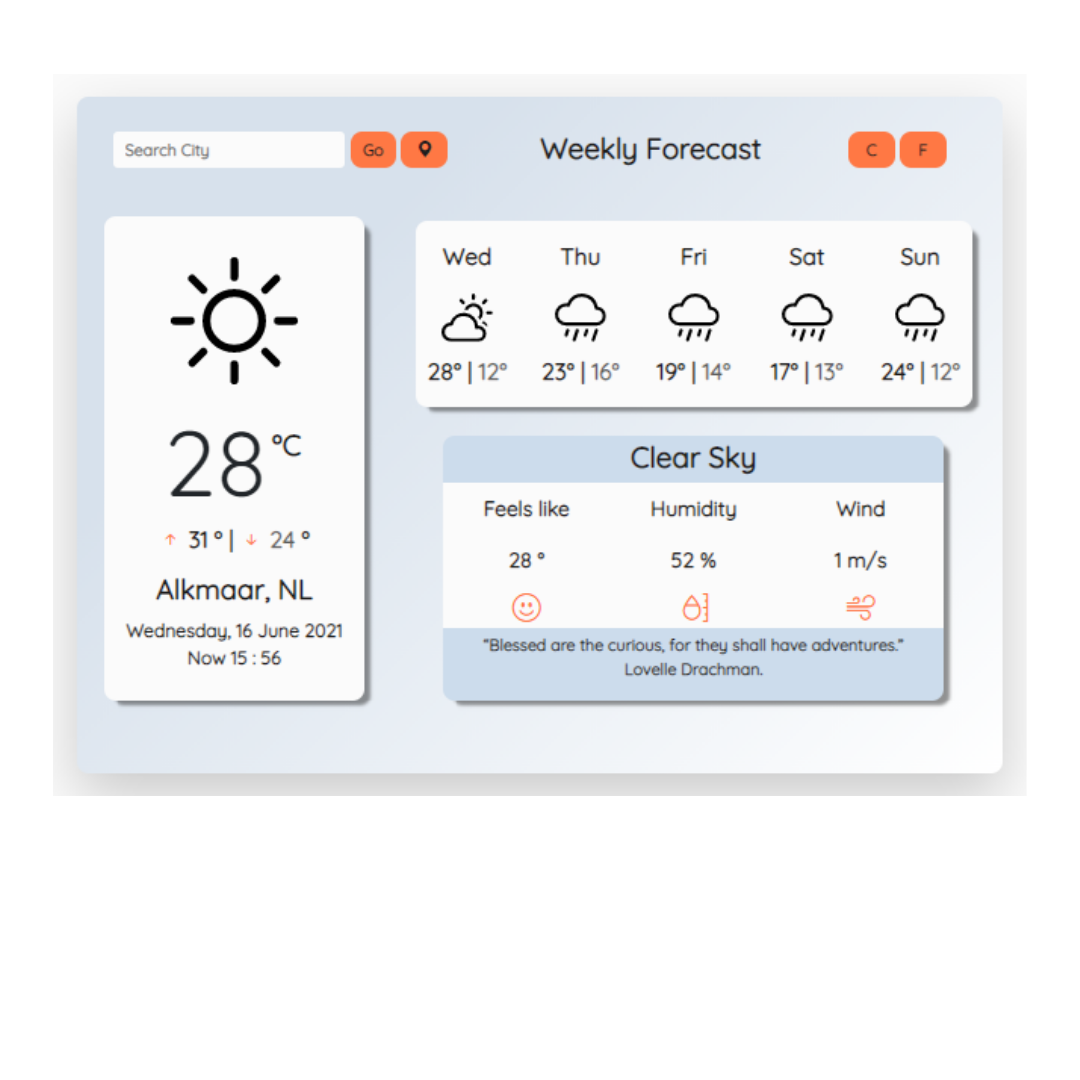 Search City
Go
Weekly Forecast
C
F
28 °C
↑ 31 ° | ↓ 24 °
Alkmaar, NL
Wednesday, 16 June 2021
Now 15 : 56
Wed Thu Fri Sat Sun
28° | 12° 23° | 16° 19° | 14° 17° | 13° 24° | 12°
Clear Sky
Feels like Humidity Wind
28 ° 52 % 1 m/s
“Blessed are the curious, for they shall have adventures.”
Lovelle Drachman.